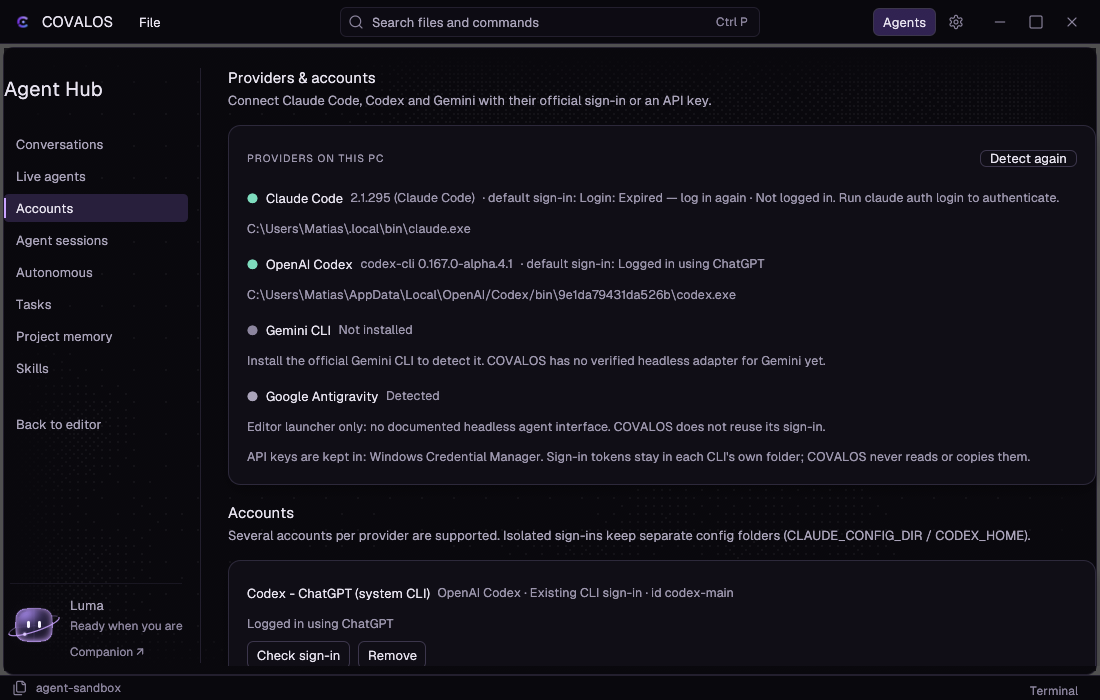 COVALOS File Search files and commands Ctrl P Agents
Agent Hub
Conversations
Live agents
Accounts
Agent sessions
Autonomous
Tasks
Project memory
Skills
Back to editor
Luma
Ready when you are
Companion ↗
Providers & accounts
Connect Claude Code, Codex and Gemini with their official sign-in or an API key.
PROVIDERS ON THIS PC Detect again
Claude Code 2.1.295 (Claude Code) · default sign-in: Login: Expired — log in again · Not logged in. Run claude auth login to authenticate.
C:\Users\Matias\.local\bin\claude.exe
OpenAI Codex codex-cli 0.167.0-alpha.4.1 · default sign-in: Logged in using ChatGPT
C:\Users\Matias\AppData\Local\OpenAI/Codex/bin\9e1da79431da526b\codex.exe
Gemini CLI Not installed
Install the official Gemini CLI to detect it. COVALOS has no verified headless adapter for Gemini yet.
Google Antigravity Detected
Editor launcher only: no documented headless agent interface. COVALOS does not reuse its sign-in.
API keys are kept in: Windows Credential Manager. Sign-in tokens stay in each CLI's own folder; COVALOS never reads or copies them.
Accounts
Several accounts per provider are supported. Isolated sign-ins keep separate config folders (CLAUDE_CONFIG_DIR / CODEX_HOME).
Codex - ChatGPT (system CLI) OpenAI Codex · Existing CLI sign-in · id codex-main
Logged in using ChatGPT
Check sign-in Remove
agent-sandbox Terminal